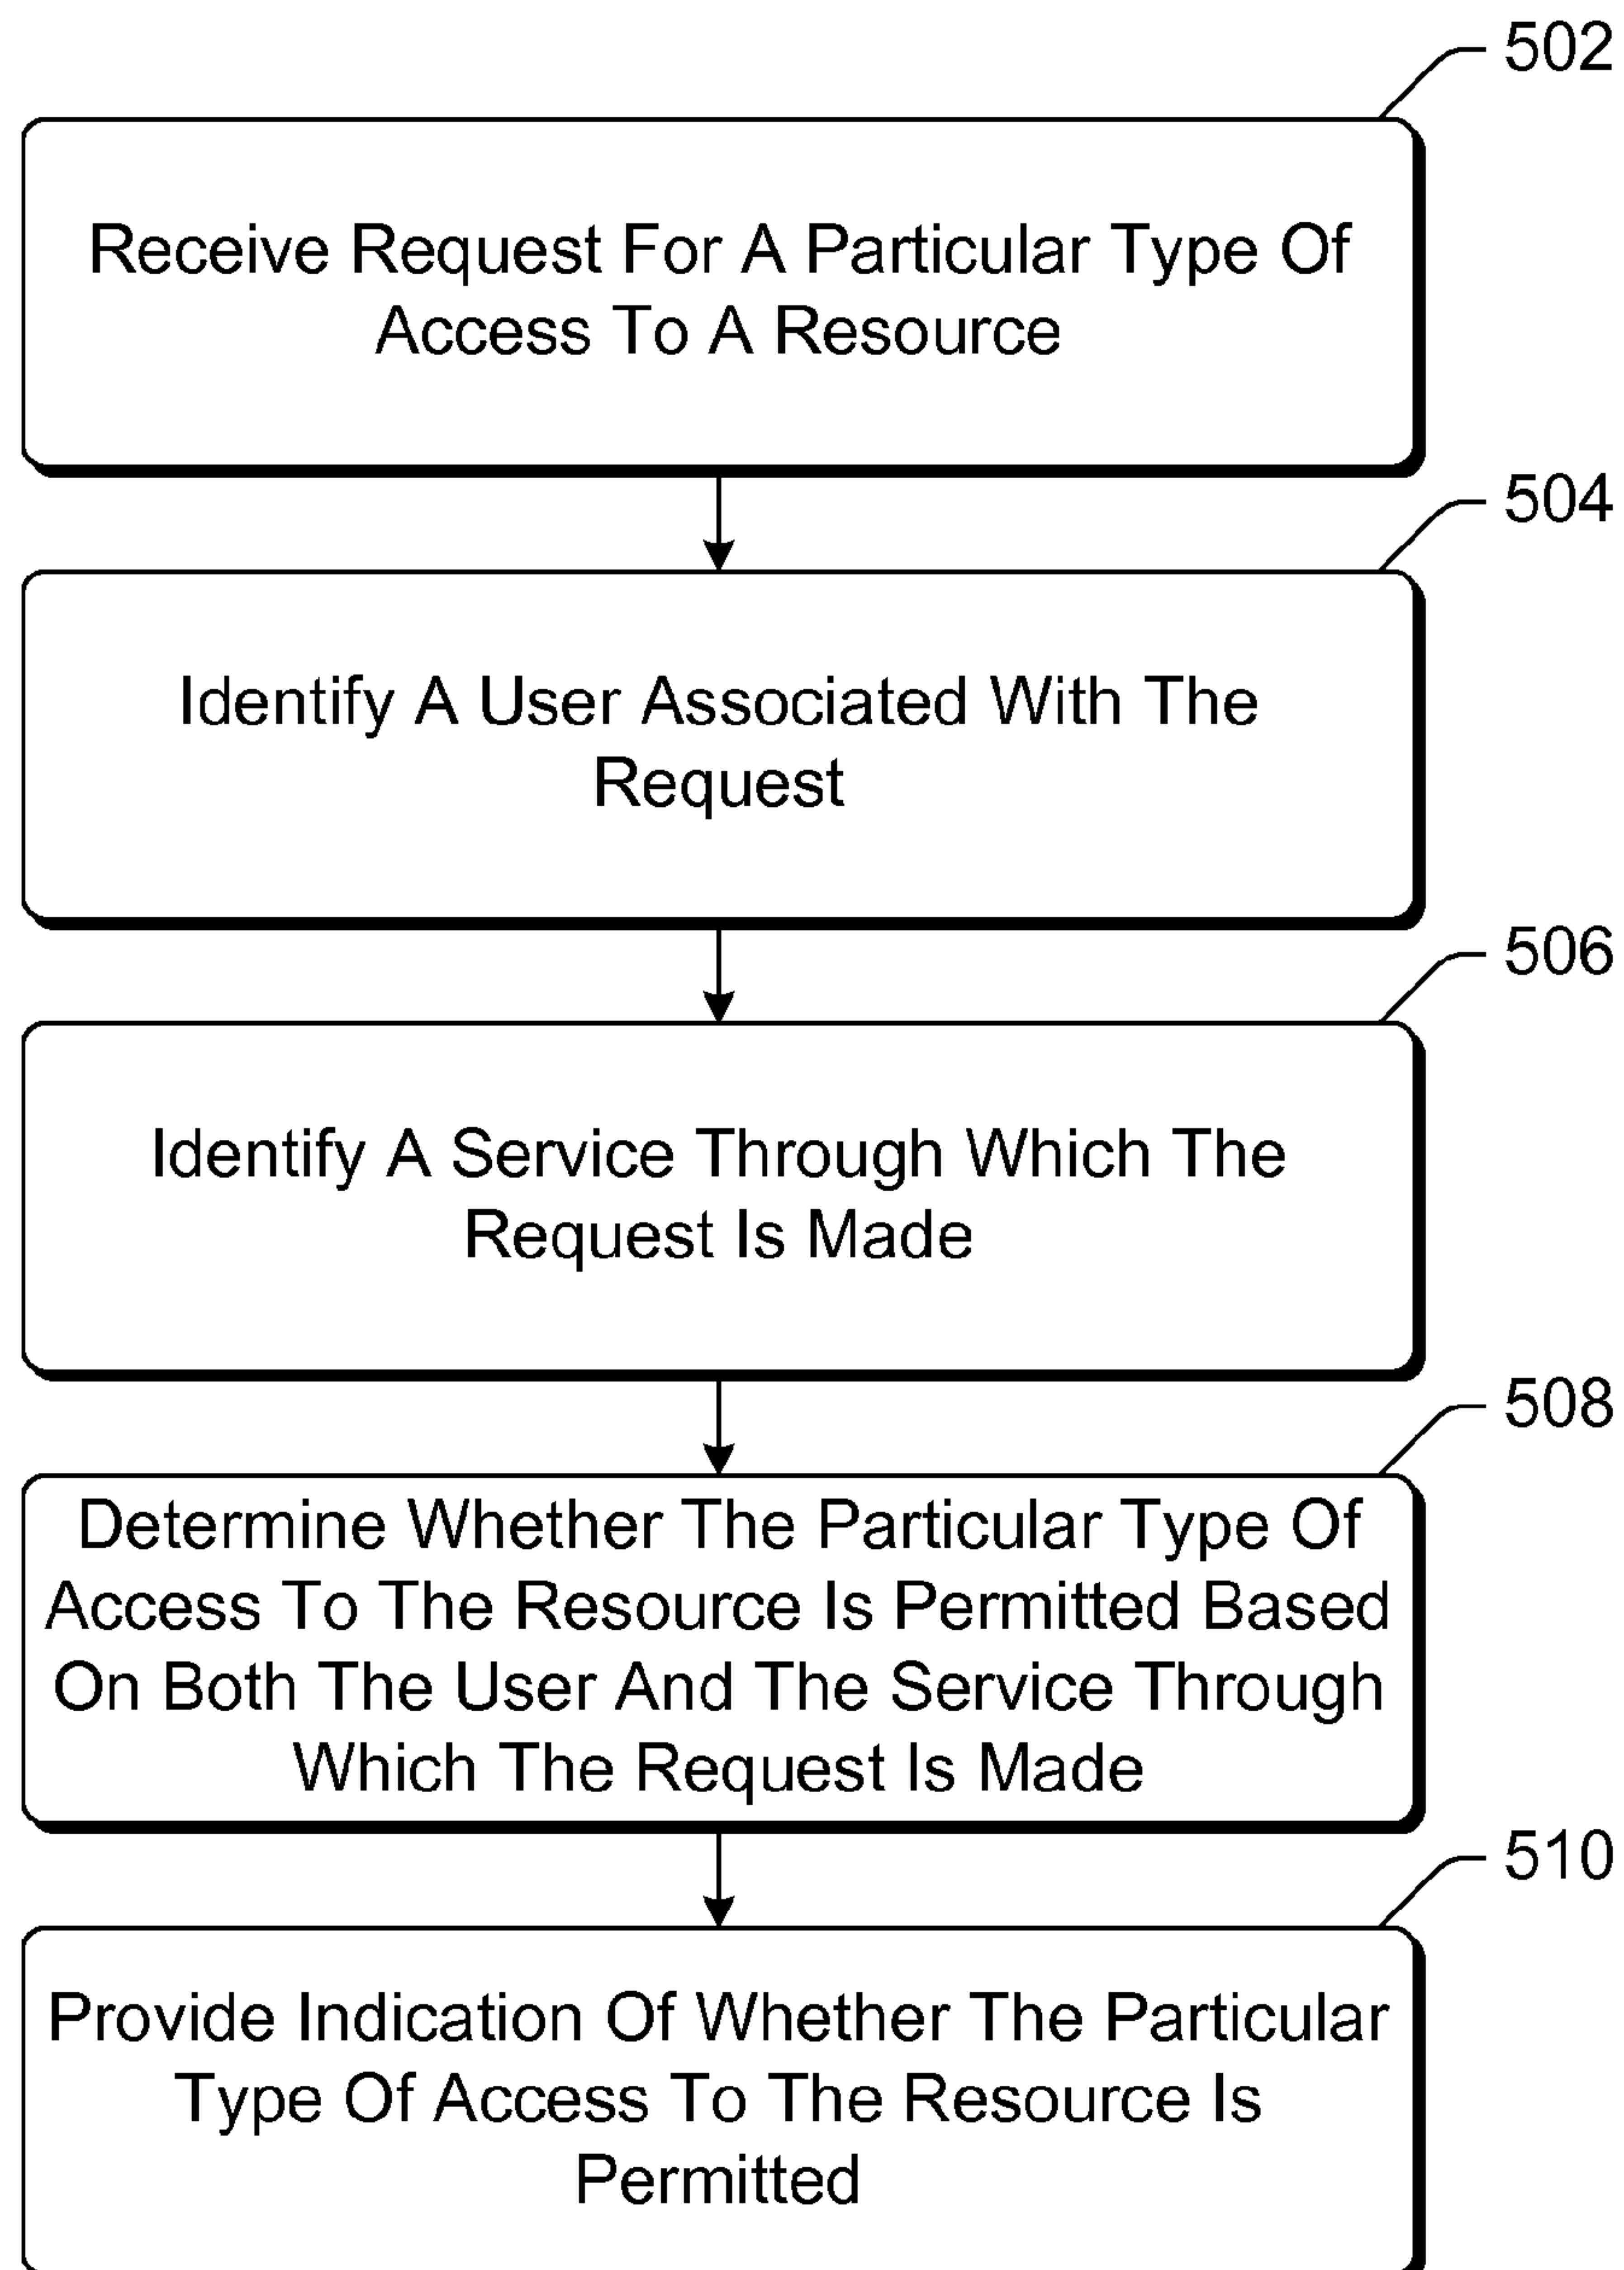 502
Receive Request For A Particular Type Of
Access To A Resource
504
Identify A User Associated With The
Request
506
Identify A Service Through Which The
Request Is Made
508
Determine Whether The Particular Type Of
Access To The Resource Is Permitted Based
On Both The User And The Service Through
Which The Request Is Made
510
Provide Indication Of Whether The Particular
Type Of Access To The Resource Is
Permitted